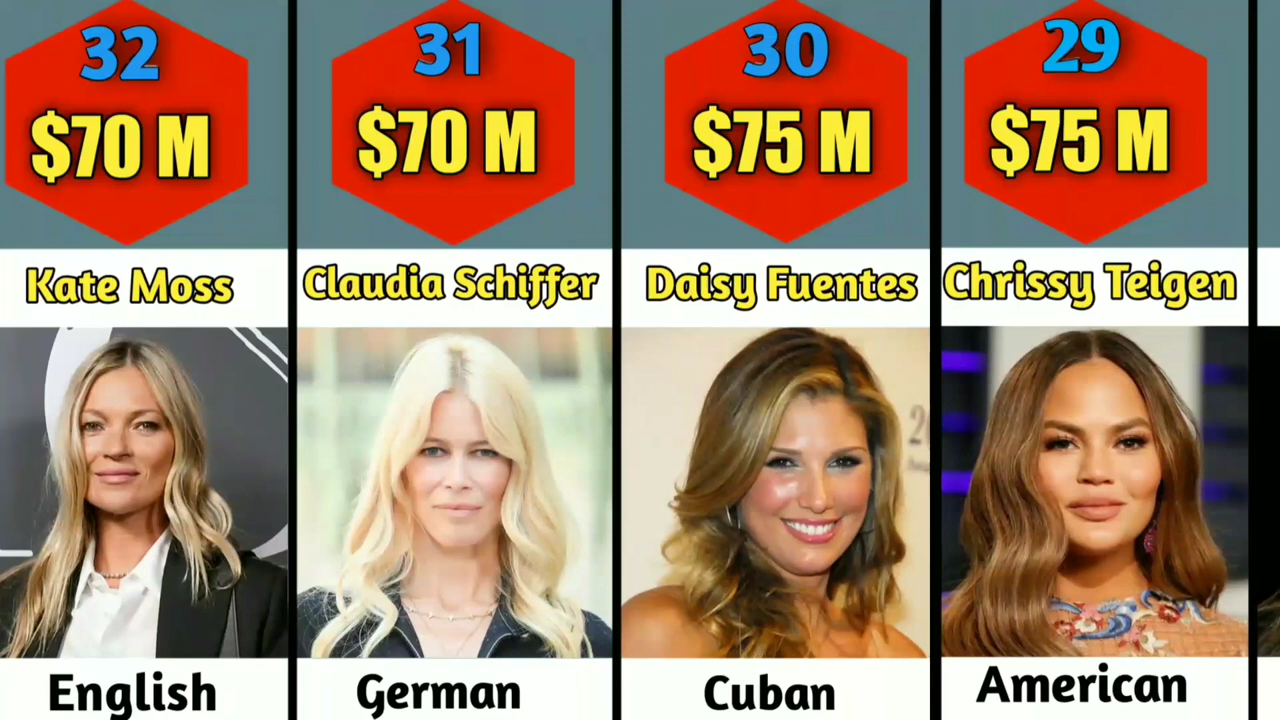 32
$70 M
Kate Moss
English
31
$70 M
Claudia Schiffer
German
30
$75 M
Daisy Fuentes
Cuban
29
$75 M
Chrissy Teigen
American